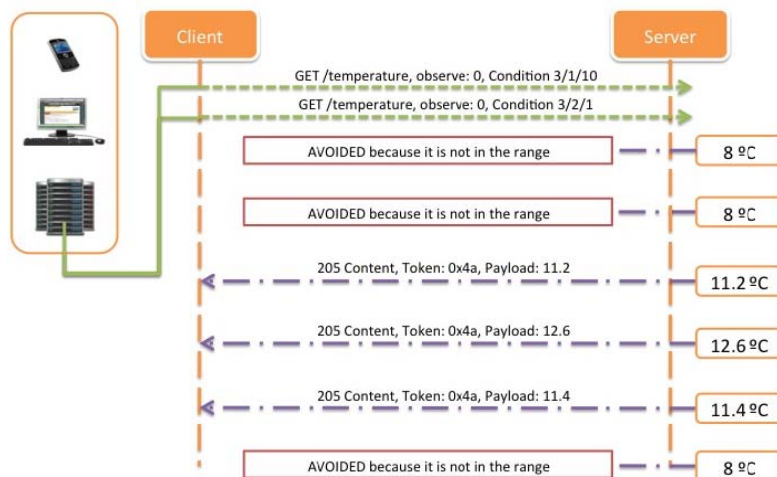 Client
Server
GET /temperature, observe: 0, Condition 3/1/10
GET /temperature, observe: 0, Condition 3/2/1
AVOIDED because it is not in the range
8 ºC
AVOIDED because it is not in the range
8 ºC
205 Content, Token: 0x4a, Payload: 11.2
11.2 ºC
205 Content, Token: 0x4a, Payload: 12.6
12.6 ºC
205 Content, Token: 0x4a, Payload: 11.4
11.4 ºC
AVOIDED because it is not in the range
8 ºC